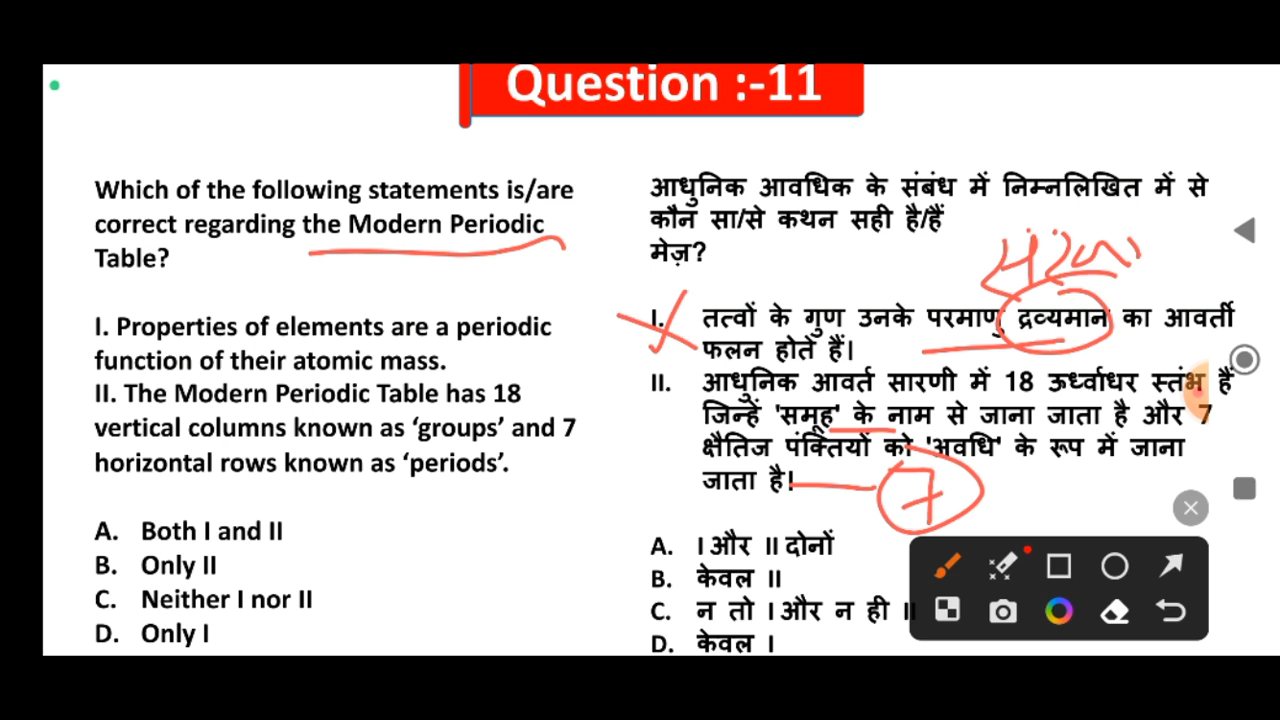 Question :-11
Which of the following statements is/are
correct regarding the Modern Periodic
Table?
I. Properties of elements are a periodic
function of their atomic mass.
II. The Modern Periodic Table has 18
vertical columns known as ‘groups’ and 7
horizontal rows known as ‘periods’.
A. Both I and II
B. Only II
C. Neither I nor II
D. Only I
आधुनिक आवधिक के संबंध में निम्नलिखित में से
कौन सा/से कथन सही है/हैं
मेज़?
संख्या
I. तत्वों के गुण उनके परमाणु द्रव्यमान का आवर्ती
फलन होते हैं।
II. आधुनिक आवर्त सारणी में 18 ऊर्ध्वाधर स्तंभ हैं
जिन्हें 'समूह' के नाम से जाना जाता है और 7
क्षैतिज पंक्तियों को 'अवधि' के रूप में जाना
जाता है।
7
A. I और II दोनों
B. केवल II
C. न तो I और न ही II
D. केवल I